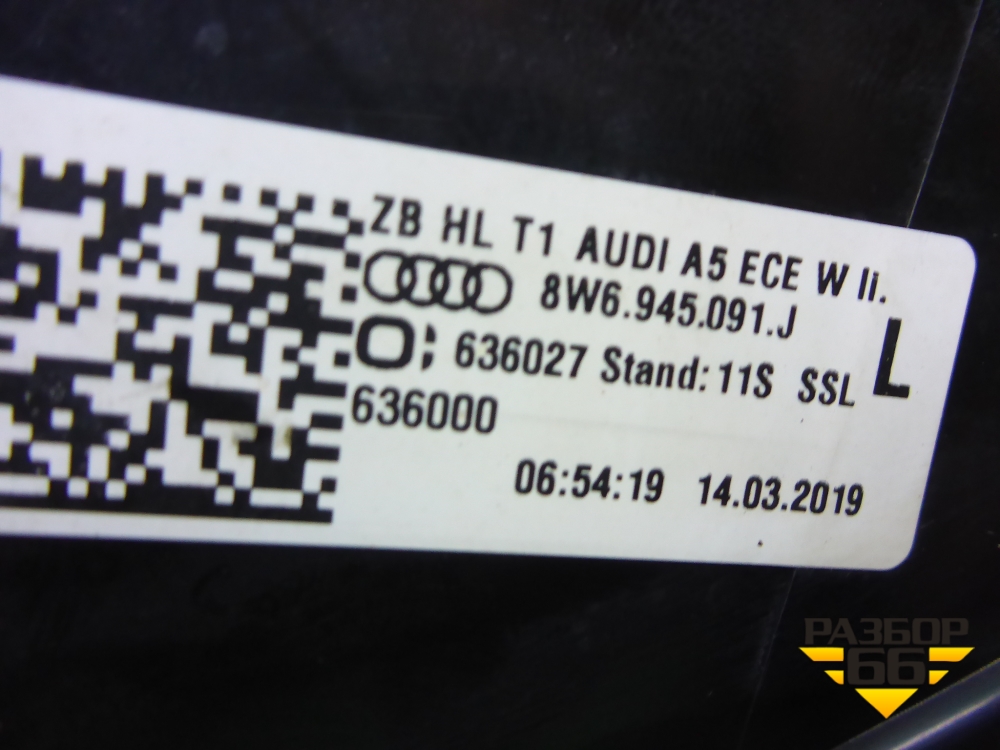 ZB HL T1 AUDI A5 ECE W li.
8W6.945.091.J
L
636027 Stand: 11S SSL
636000
06:54:19 14.03.2019
РАЗБОР
66